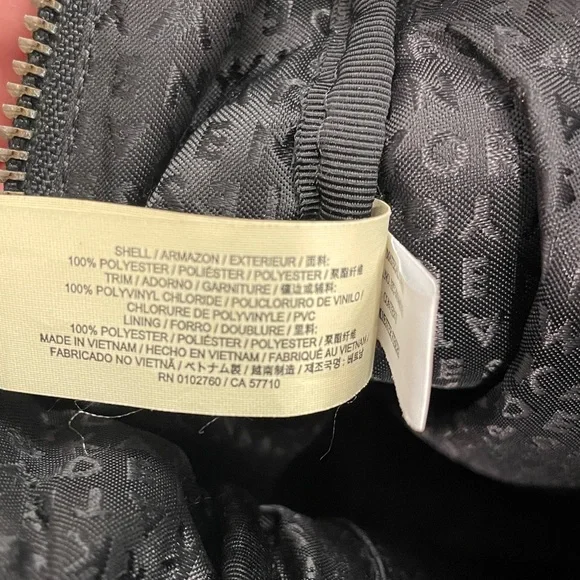 SHELL / ARMAZON / EXTERIEUR / 面料:
100% POLYESTER / POLIÉSTER / POLYESTER / 聚酯纤维
TRIM / ADORNO / GARNITURE / 镶边或辅料:
100% POLYVINYL CHLORIDE / POLICLORURO DE VINILO /
CHLORURE DE POLYVINYLE / PVC
LINING / FORRO / DOUBLURE / 里料:
100% POLYESTER / POLIÉSTER / POLYESTER / 聚酯纤维
MADE IN VIETNAM / HECHO EN VIETNAM / FABRIQUÉ AU VIETNAM /
FABRICADO NO VIETNÃ / ベトナム製 / 越南制造 / 제조국명 : 베트남
RN 0102760 / CA 57710